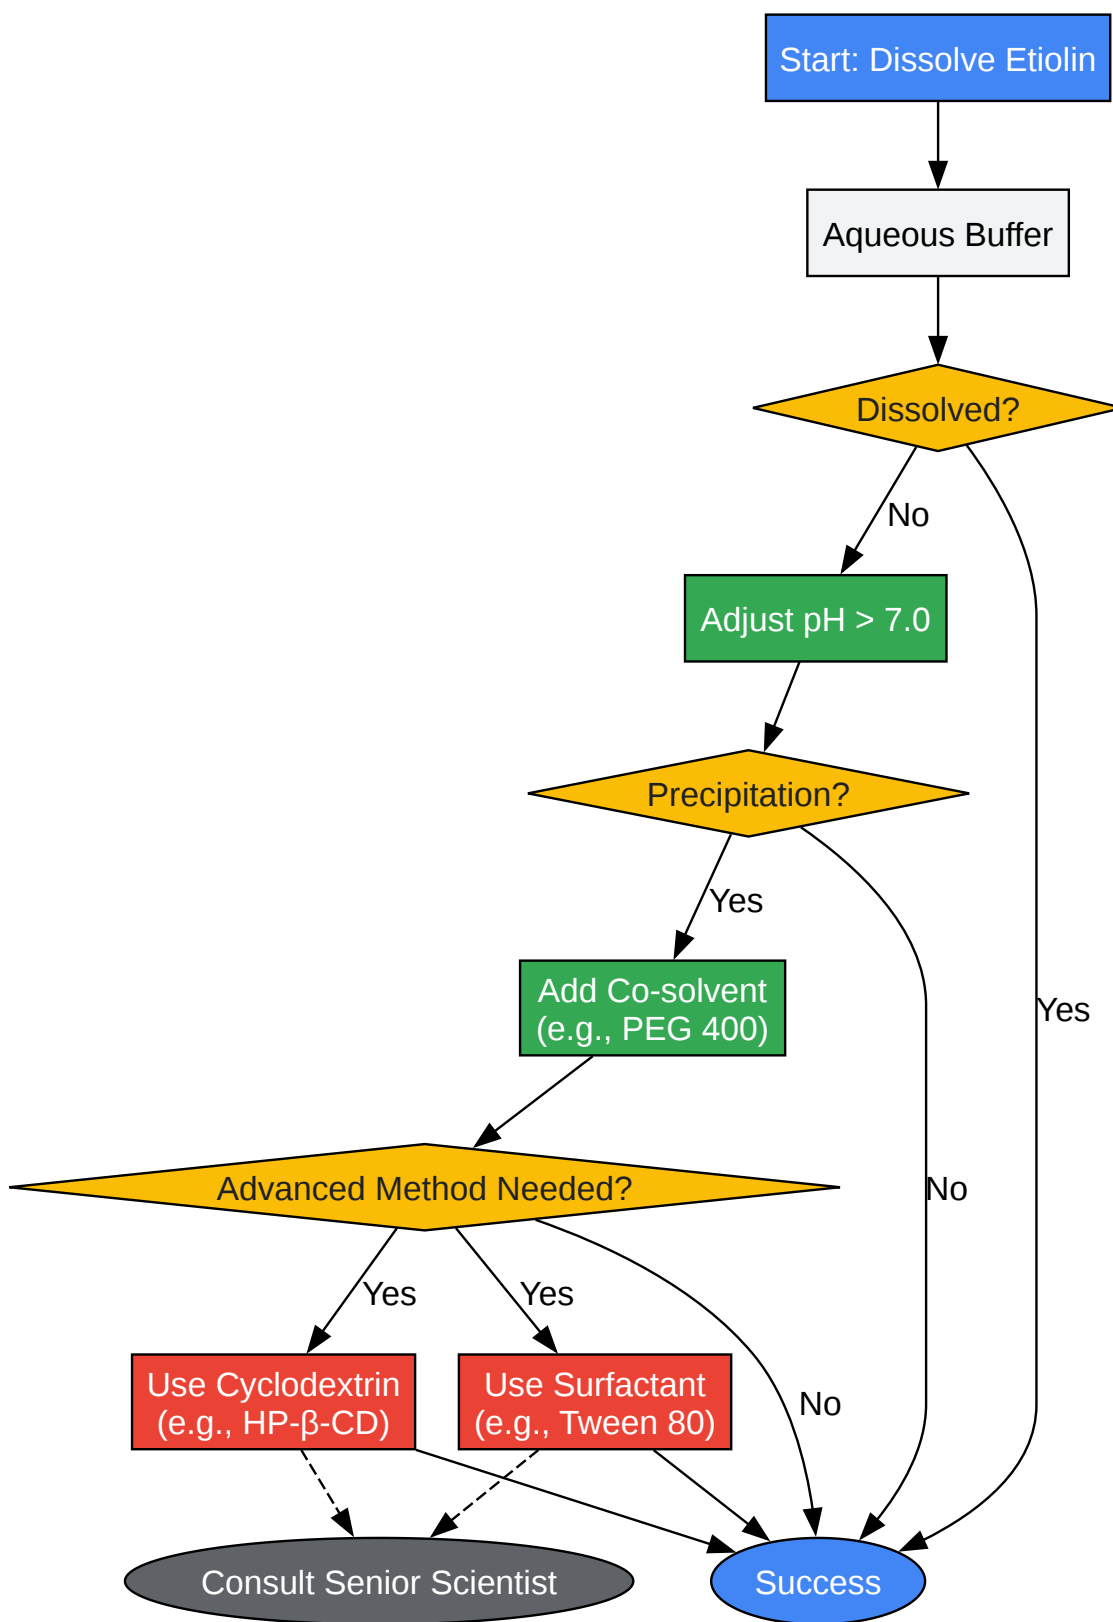 Start: Dissolve Etiolin
Aqueous Buffer
Dissolved?
No
Adjust pH > 7.0
Precipitation?
Yes
Add Co-solvent
(e.g., PEG 400)
Yes
Advanced Method Needed?
No
Yes
Yes
Use Cyclodextrin
(e.g., HP-β-CD)
Use Surfactant
(e.g., Tween 80)
No
Consult Senior Scientist
Success